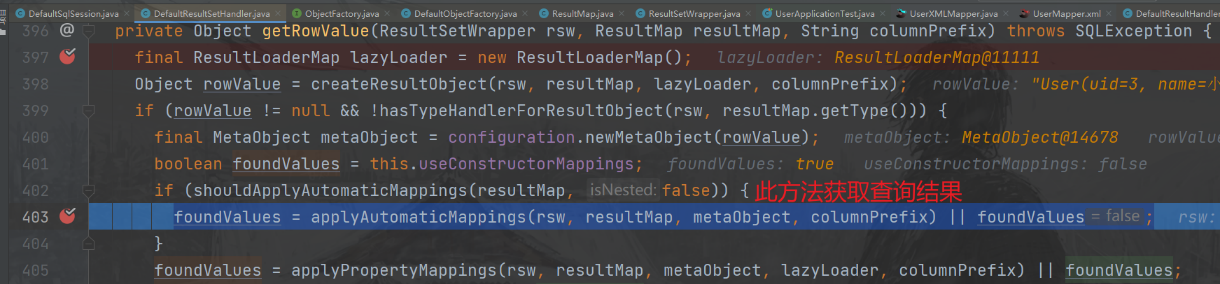 DefaultSqlSession.java × DefaultResultSetHandler.java × ObjectFactory.java × DefaultObjectFactory.java × ResultMap.java × ResultSetWrapper.java × UserApplicationTest.java × UserXMLMapper.java × UserMapper.xml × DefaultResultHandler
396 @ private Object getRowValue(ResultSetWrapper rsw, ResultMap resultMap, String columnPrefix) throws SQLException {
397 final ResultLoaderMap lazyLoader = new ResultLoaderMap(); lazyLoader: ResultLoaderMap@11111
398 Object rowValue = createResultObject(rsw, resultMap, lazyLoader, columnPrefix); rowValue: "User(uid=3, name=小
399 if (rowValue != null && !hasTypeHandlerForResultObject(rsw, resultMap.getType())) {
400 final MetaObject metaObject = configuration.newMetaObject(rowValue); metaObject: MetaObject@14678 rowValu
401 boolean foundValues = this.useConstructorMappings; foundValues: true useConstructorMappings: false
402 if (shouldApplyAutomaticMappings(resultMap, isNested: false)) { 此方法获取查询结果
403 foundValues = applyAutomaticMappings(rsw, resultMap, metaObject, columnPrefix) || foundValues = false ; rsw:
404 }
405 foundValues = applyPropertyMappings(rsw, resultMap, metaObject, lazyLoader, columnPrefix) || foundValues;